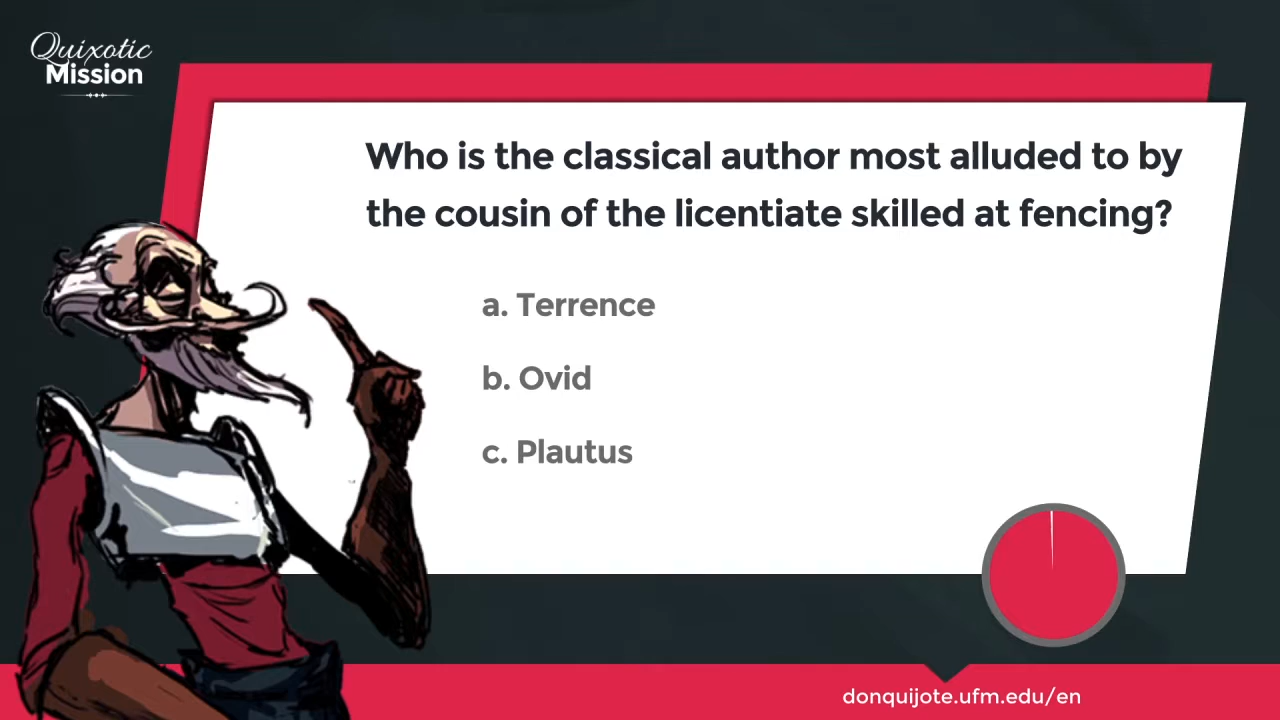 Quixotic
Mission
Who is the classical author most alluded to by
the cousin of the licentiate skilled at fencing?
a. Terrence
b. Ovid
c. Plautus
donquijote.ufm.edu/en